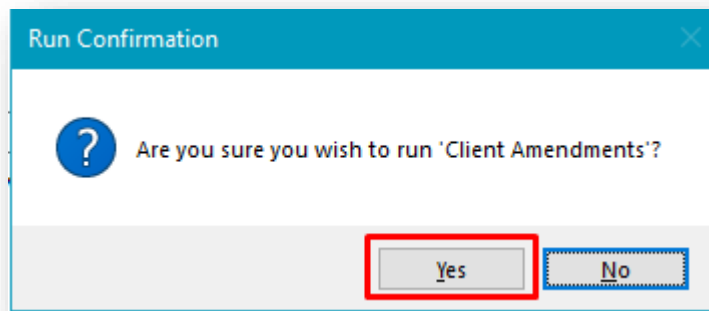 Run Confirmation
?
Are you sure you wish to run 'Client Amendments'?
Yes
No